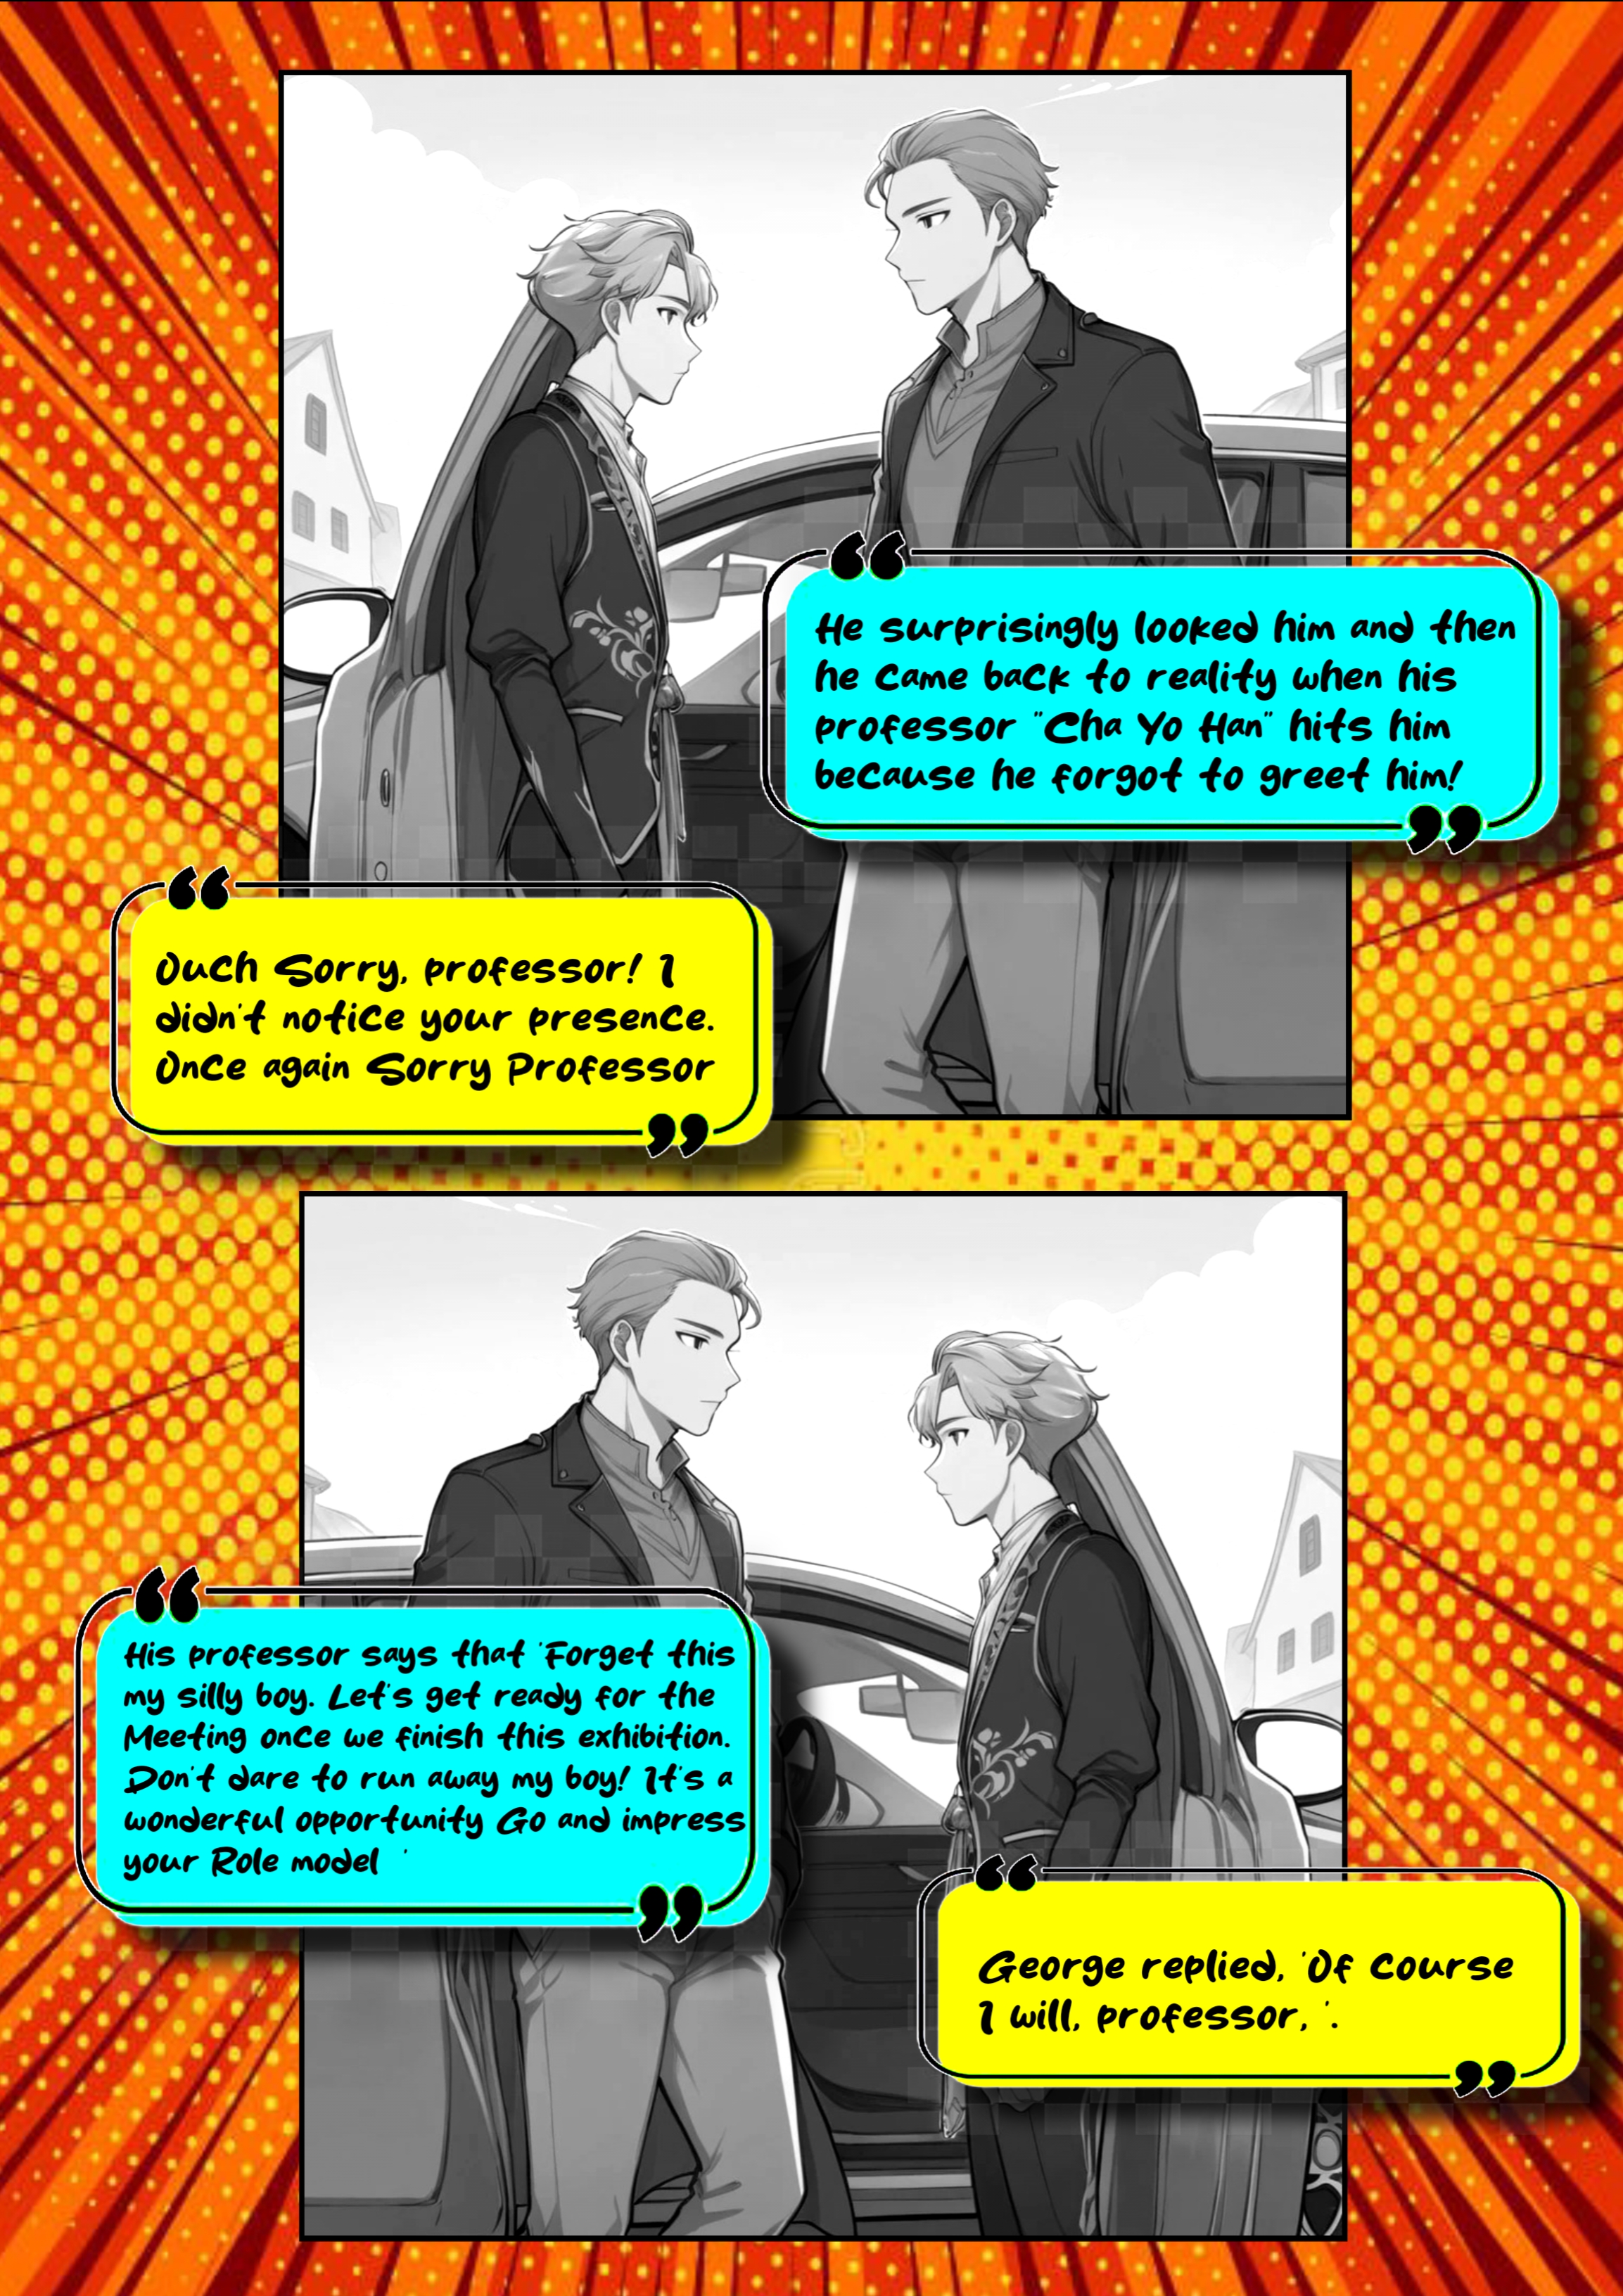 He surprisingly looked him and then
he came back to reality when his
professor "Cha Yo Han" hits him
because he forgot to greet him!
Ouch Sorry, professor! I
didn't notice your presence.
Once again Sorry Professor
His professor says that 'Forget this
my silly boy. Let's get ready for the
Meeting once we finish this exhibition.
Don't dare to run away my boy! It's a
wonderful opportunity Go and impress
your Role model '
George replied, 'Of course
I will, professor, '.